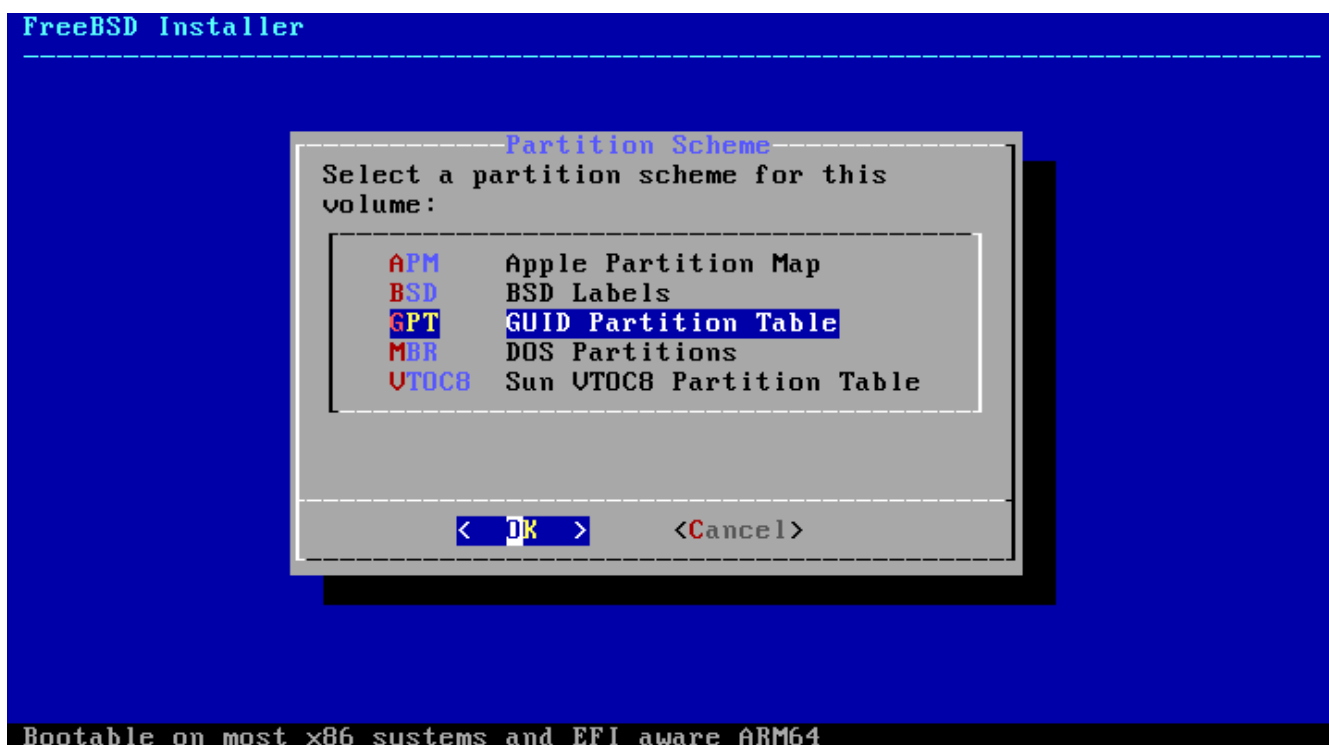 FreeBSD Installer
Partition Scheme
Select a partition scheme for this
volume:
APM Apple Partition Map
BSD BSD Labels
GPT GUID Partition Table
MBR DOS Partitions
VTOC8 Sun VTOC8 Partition Table
< OK > <Cancel>
Bootable on most x86 systems and EFI aware ARM64